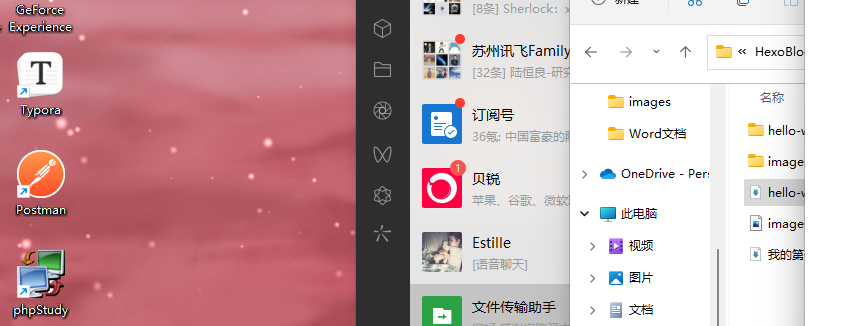 GeForce
Experience
Typora
Postman
phpStudy
[8条] Sherlock: x
苏州讯飞Family
[32条] 陆恒良-研究
订阅号
36氪: 中国富豪的
贝锐
1
苹果、谷歌、微软
Estille
[语音聊天]
文件传输助手
新建
« HexoBlo
images
Word文档
OneDrive - Pers
此电脑
视频
图片
文档
名称
hello-w
image
hello-w
image
我的第